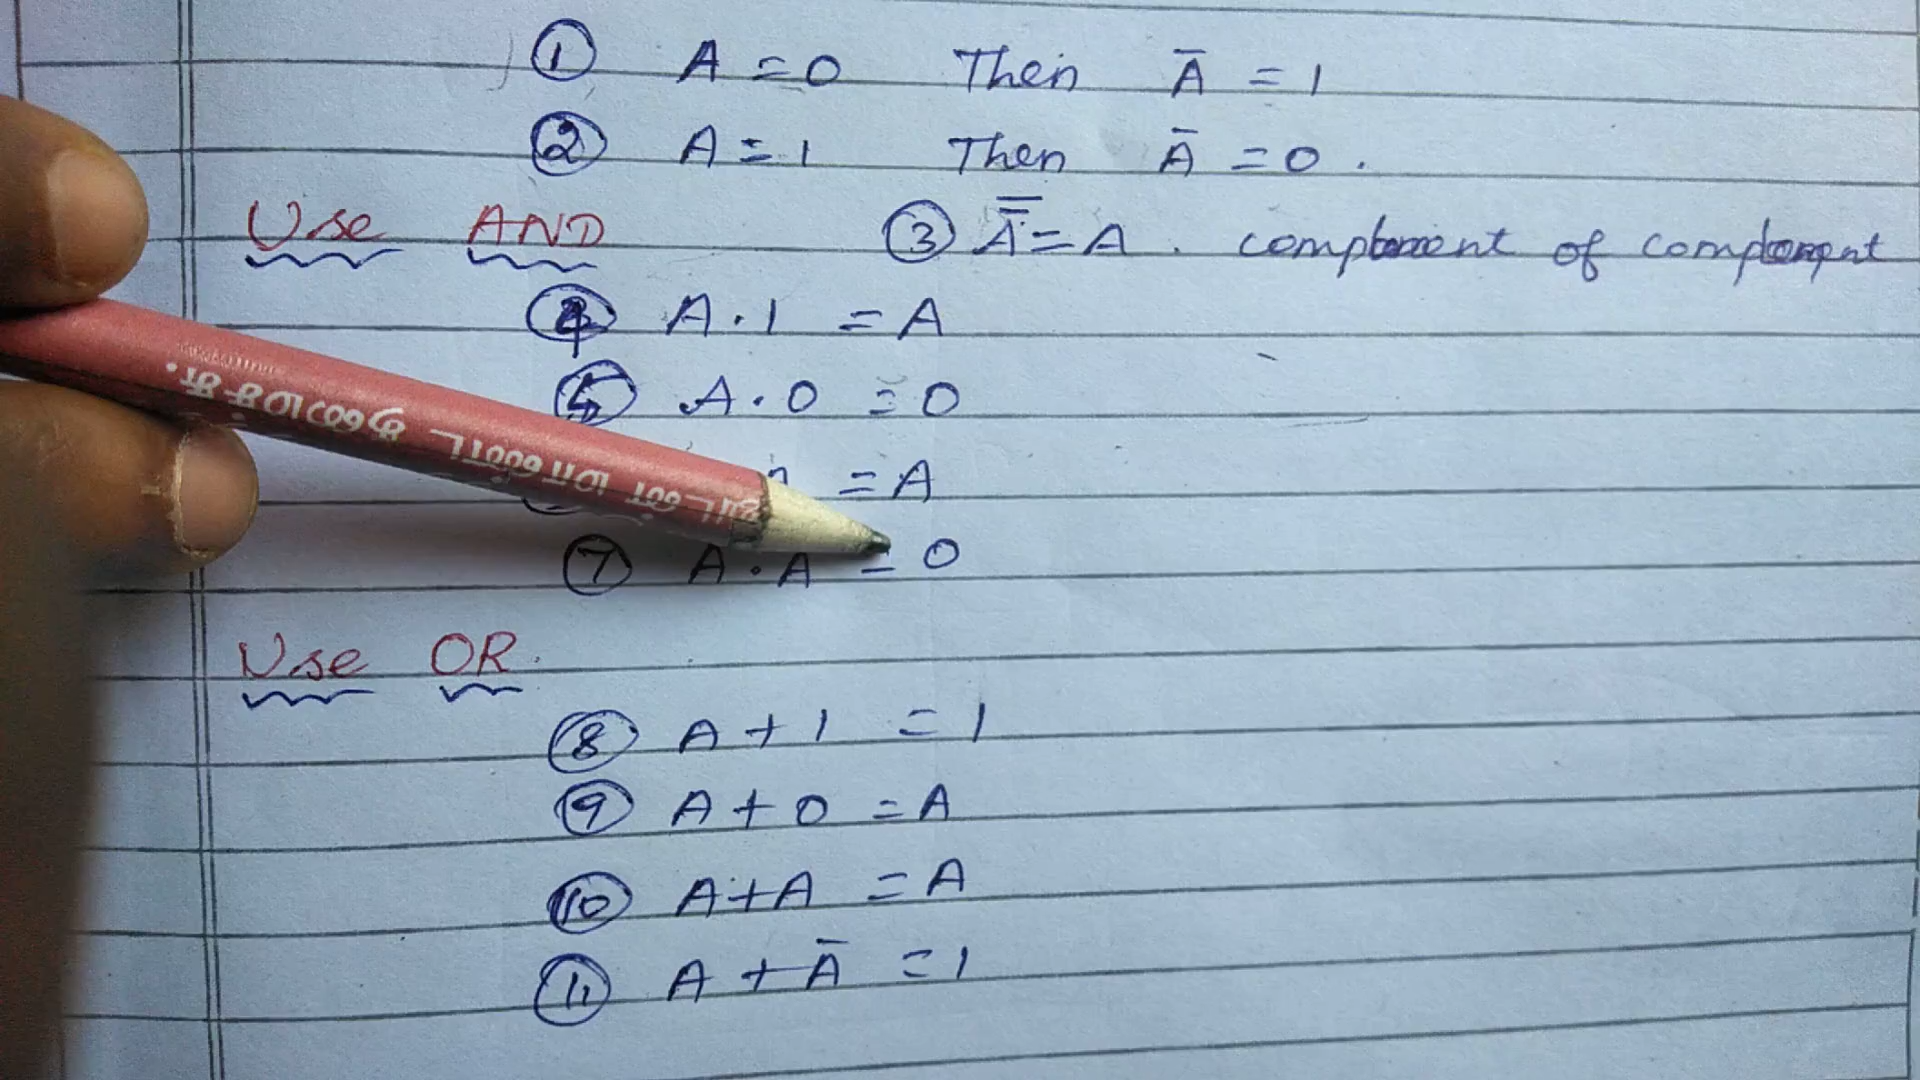 ① A = 0 Then Ā = 1
② A = 1 Then Ā = 0 .
Use AND ③ A̿ = A . complement of complement
④ A . 1 = A
⑤ A . 0 = 0
= A
⑦ A . A = 0
Use OR
⑧ A + 1 = 1
⑨ A + 0 = A
⑩ A + A = A
⑪ A + Ā = 1